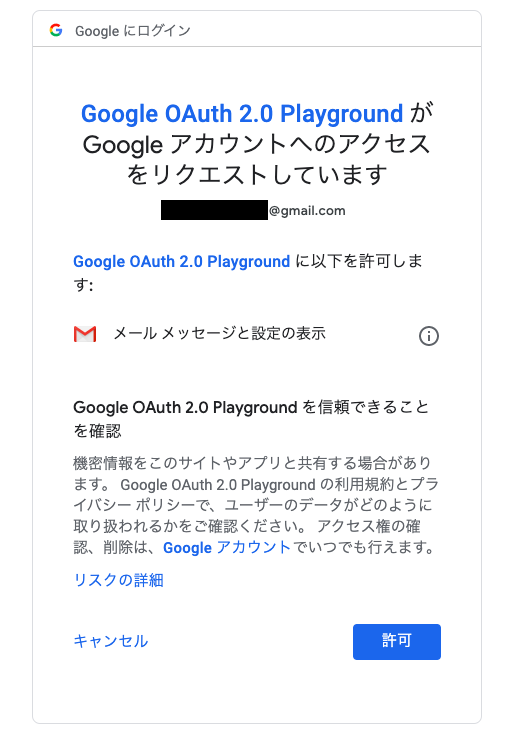 Google にログイン
Google OAuth 2.0 Playground が
Google アカウントへのアクセス
をリクエストしています
@gmail.com
Google OAuth 2.0 Playground に以下を許可しま
す:
メール メッセージと設定の表示
Google OAuth 2.0 Playground を信頼できること
を確認
機密情報をこのサイトやアプリと共有する場合があり
ます。 Google OAuth 2.0 Playground の利用規約とプラ
イバシー ポリシーで、ユーザーのデータがどのように
取り扱われるかをご確認ください。 アクセス権の確
認、削除は、Google アカウントでいつでも行えます。
リスクの詳細
キャンセル
許可